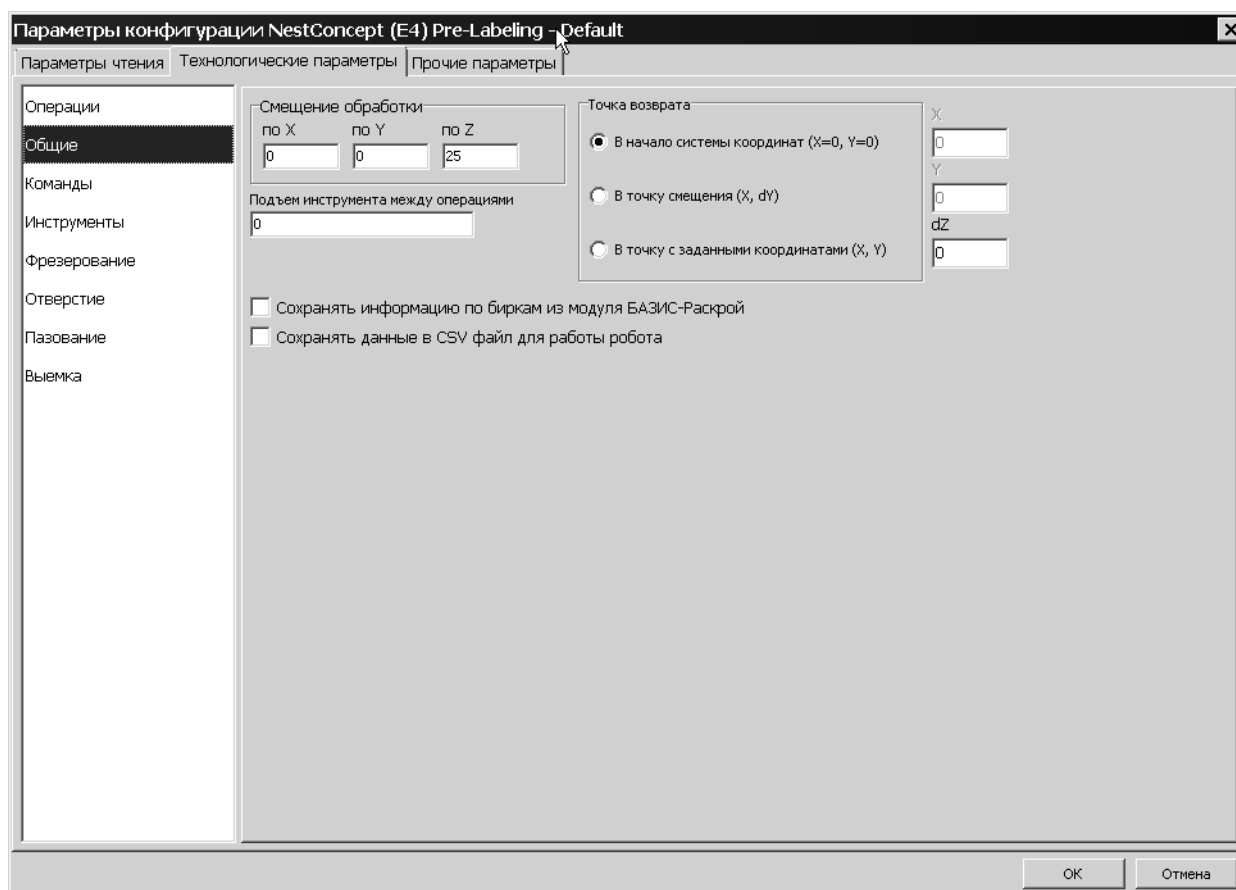 Параметры конфигурации NestConcept (E4) Pre-Labeling - Default
Параметры чтения Технологические параметры Прочие параметры
Операции
Общие
Команды
Инструменты
Фрезерование
Отверстие
Пазование
Выемка
Смещение обработки
по X по Y по Z
0 0 25
Подъем инструмента между операциями
0
Точка возврата
В начало системы координат (X=0, Y=0)
В точку смещения (X, dY)
В точку с заданными координатами (X, Y)
X
0
Y
0
dZ
0
Сохранять информацию по биркам из модуля БАЗИС-Раскрой
Сохранять данные в CSV файл для работы робота
OK Отмена